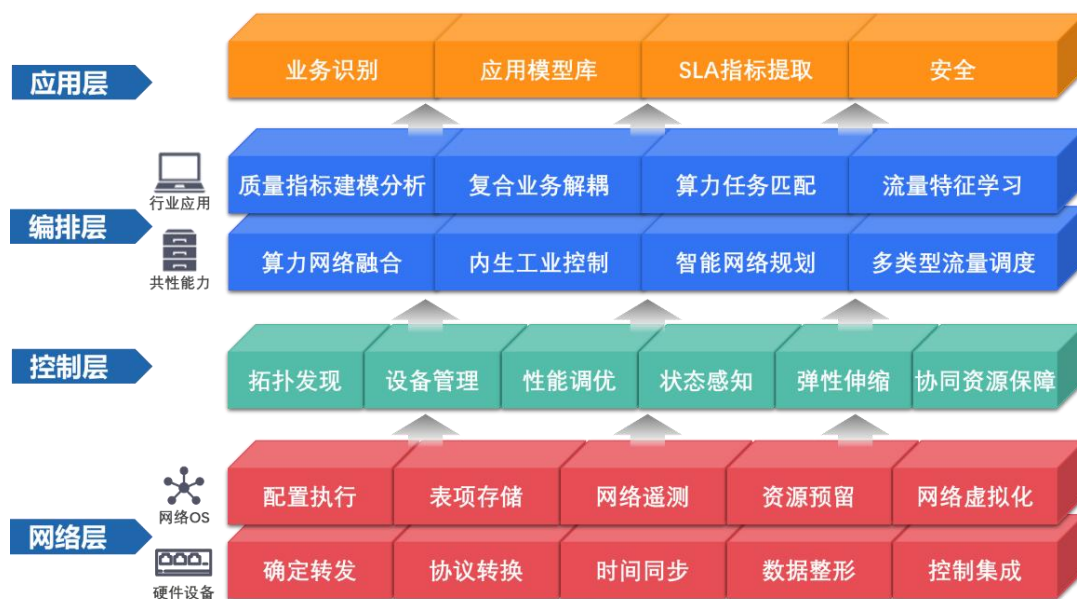 应用层
业务识别 应用模型库 SLA指标提取 安全
行业应用
质量指标建模分析 复合业务解耦 算力任务匹配 流量特征学习
编排层
共性能力
算力网络融合 内生工业控制 智能网络规划 多类型流量调度
控制层
拓扑发现 设备管理 性能调优 状态感知 弹性伸缩 协同资源保障
网络OS
配置执行 表项存储 网络遥测 资源预留 网络虚拟化
网络层
硬件设备
确定转发 协议转换 时间同步 数据整形 控制集成